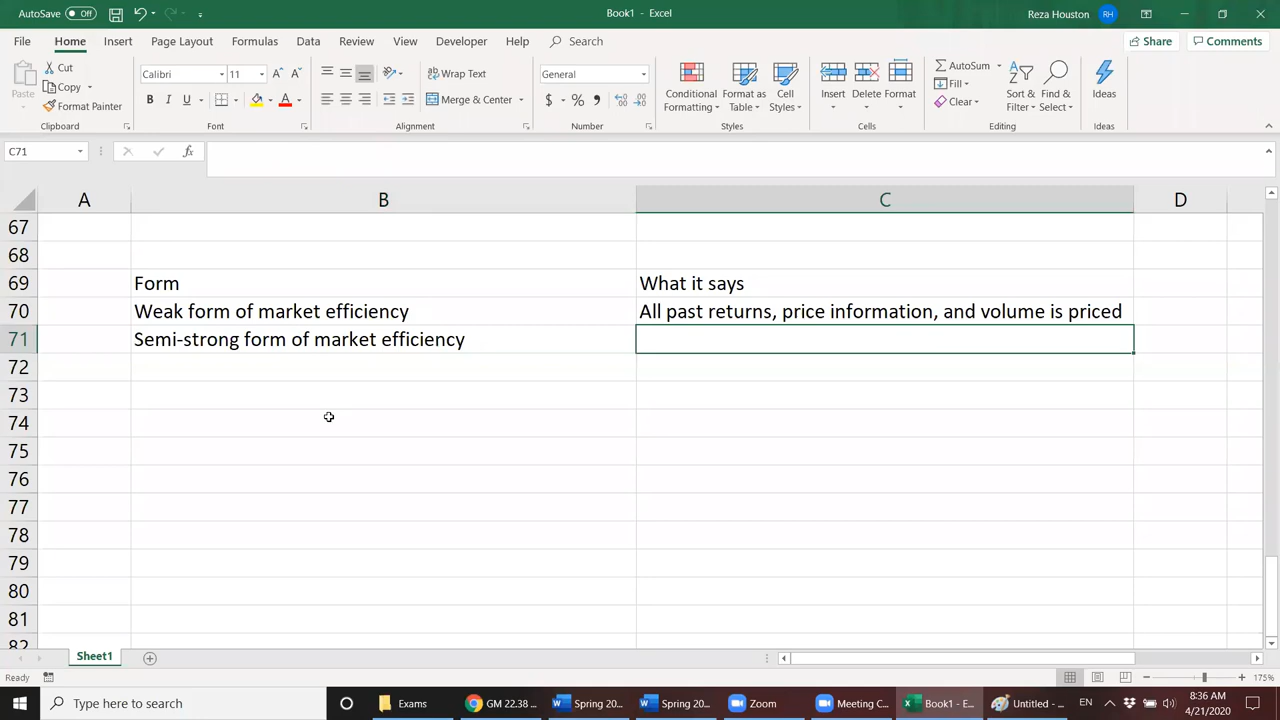 AutoSave Off Book1 - Excel Reza Houston RH
File Home Insert Page Layout Formulas Data Review View Developer Help Search Share Comments
Paste Cut Copy Format Painter Clipboard
Calibri 11 B I U A Font
Wrap Text Merge & Center Alignment
General $ % , Number
Conditional Formatting Format as Table Cell Styles Styles
Insert Delete Format Cells
AutoSum Fill Clear Sort & Filter Find & Select Editing
Ideas Ideas
C71 fx
A B C D
67
68
69 Form What it says
70 Weak form of market efficiency All past returns, price information, and volume is priced
71 Semi-strong form of market efficiency
72
73
74
75
76
77
78
79
80
81
82
Sheet1
Ready 175%
Type here to search Exams GM 22.38 ... Spring 20... Spring 20... Zoom Meeting C... Book1 - E... Untitled - ... EN 8:36 AM
4/21/2020